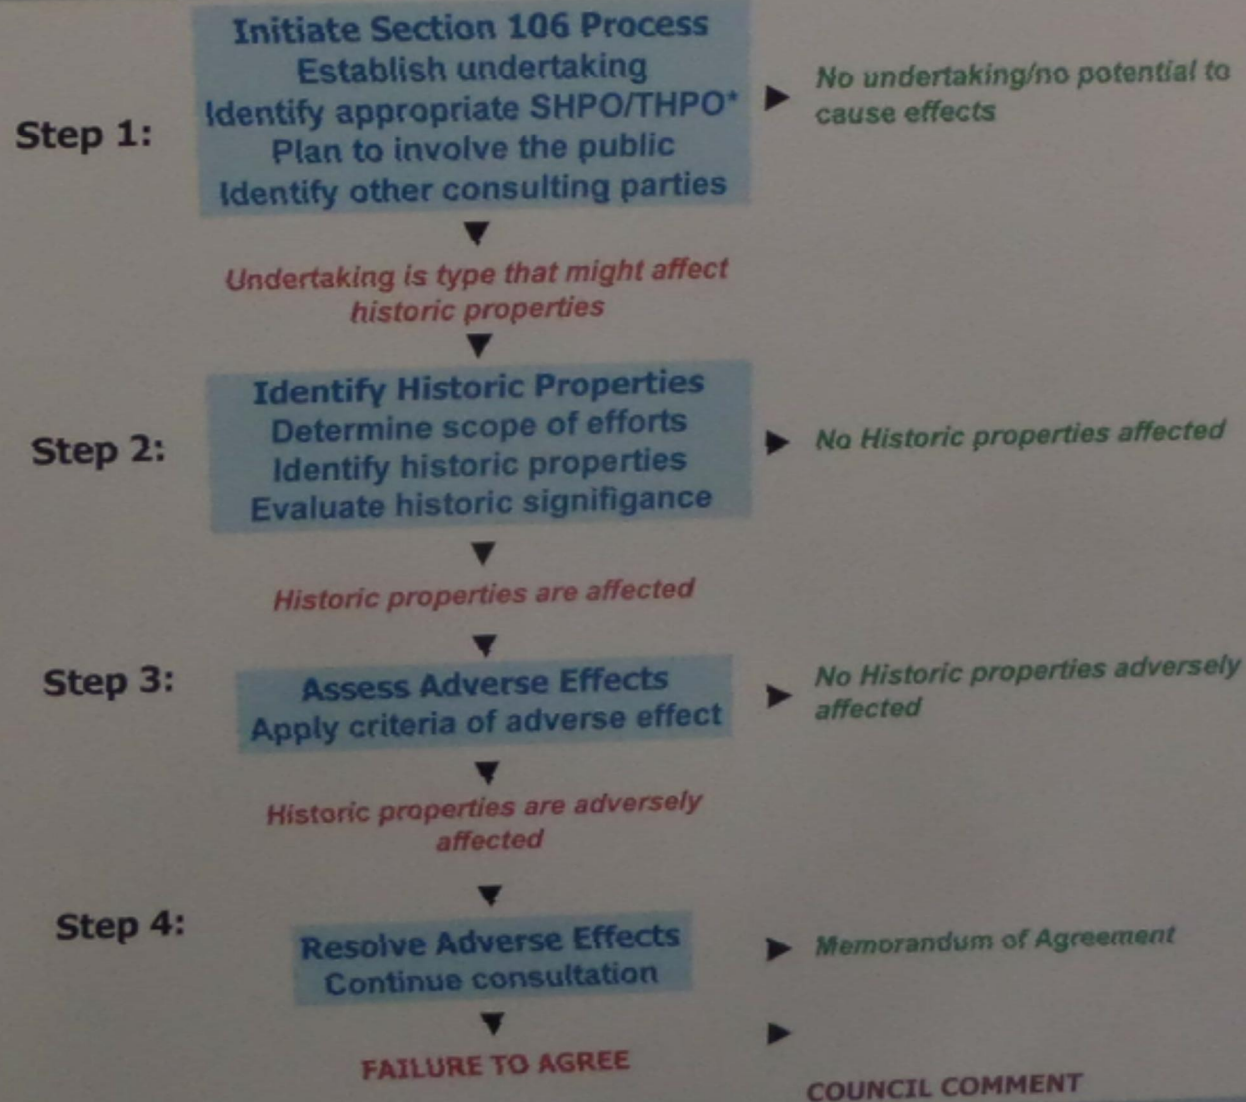 Initiate Section 106 Process
Establish undertaking
Identify appropriate SHPO/THPO*
Plan to involve the public
Identify other consulting parties
Step 1:
No undertaking/no potential to
cause effects
Undertaking is type that might affect
historic properties
Step 2:
Identify Historic Properties
Determine scope of efforts
Identify historic properties
Evaluate historic signifigance
No Historic properties affected
Historic properties are affected
Step 3:
Assess Adverse Effects
Apply criteria of adverse effect
No Historic properties adversely
affected
Historic properties are adversely
affected
Step 4:
Resolve Adverse Effects
Continue consultation
Memorandum of Agreement
FAILURE TO AGREE
COUNCIL COMMENT